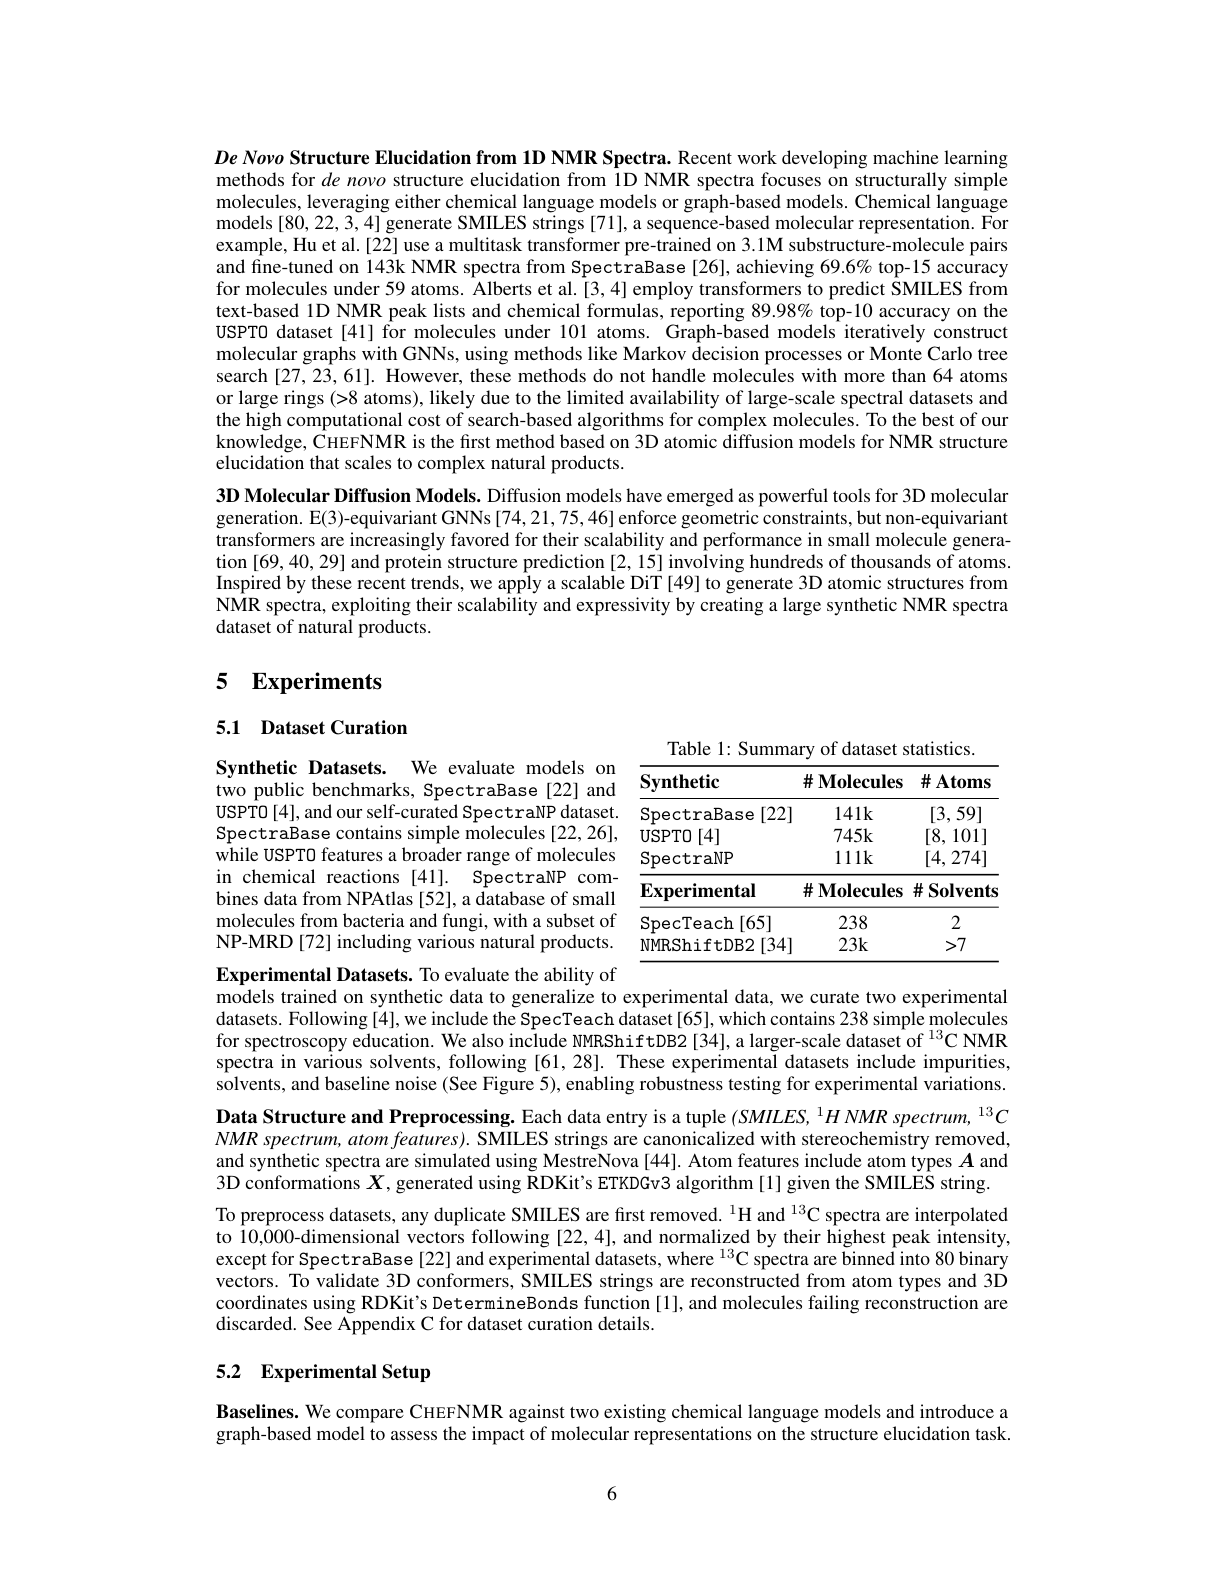 De Novo Structure Elucidation from 1D NMR Spectra. Recent work developing machine learning
methods for de novo structure elucidation from 1D NMR spectra focuses on structurally simple
molecules, leveraging either chemical language models or graph-based models. Chemical language
models [80, 22, 3, 4] generate SMILES strings [71], a sequence-based molecular representation. For
example, Hu et al. [22] use a multitask transformer pre-trained on 3.1M substructure-molecule pairs
and fine-tuned on 143k NMR spectra from SpectraBase [26], achieving 69.6% top-15 accuracy
for molecules under 59 atoms. Alberts et al. [3, 4] employ transformers to predict SMILES from
text-based 1D NMR peak lists and chemical formulas, reporting 89.98% top-10 accuracy on the
USPTO dataset [41] for molecules under 101 atoms. Graph-based models iteratively construct
molecular graphs with GNNs, using methods like Markov decision processes or Monte Carlo tree
search [27, 23, 61]. However, these methods do not handle molecules with more than 64 atoms
or large rings (>8 atoms), likely due to the limited availability of large-scale spectral datasets and
the high computational cost of search-based algorithms for complex molecules. To the best of our
knowledge, CHEFNMR is the first method based on 3D atomic diffusion models for NMR structure
elucidation that scales to complex natural products.
3D Molecular Diffusion Models. Diffusion models have emerged as powerful tools for 3D molecular
generation. E(3)-equivariant GNNs [74, 21, 75, 46] enforce geometric constraints, but non-equivariant
transformers are increasingly favored for their scalability and performance in small molecule genera-
tion [69, 40, 29] and protein structure prediction [2, 15] involving hundreds of thousands of atoms.
Inspired by these recent trends, we apply a scalable DiT [49] to generate 3D atomic structures from
NMR spectra, exploiting their scalability and expressivity by creating a large synthetic NMR spectra
dataset of natural products.
5 Experiments
5.1 Dataset Curation
Synthetic Datasets. We evaluate models on
two public benchmarks, SpectraBase [22] and
USPTO [4], and our self-curated SpectraNP dataset.
SpectraBase contains simple molecules [22, 26],
while USPTO features a broader range of molecules
in chemical reactions [41]. SpectraNP com-
bines data from NPAtlas [52], a database of small
molecules from bacteria and fungi, with a subset of
NP-MRD [72] including various natural products.
Table 1: Summary of dataset statistics.
Synthetic # Molecules # Atoms
SpectraBase [22] 141k [3, 59]
USPTO [4] 745k [8, 101]
SpectraNP 111k [4, 274]
Experimental # Molecules # Solvents
SpecTeach [65] 238 2
NMRShiftDB2 [34] 23k >7
Experimental Datasets. To evaluate the ability of
models trained on synthetic data to generalize to experimental data, we curate two experimental
datasets. Following [4], we include the SpecTeach dataset [65], which contains 238 simple molecules
for spectroscopy education. We also include NMRShiftDB2 [34], a larger-scale dataset of ¹³C NMR
spectra in various solvents, following [61, 28]. These experimental datasets include impurities,
solvents, and baseline noise (See Figure 5), enabling robustness testing for experimental variations.
Data Structure and Preprocessing. Each data entry is a tuple (SMILES, ¹H NMR spectrum, ¹³C
NMR spectrum, atom features). SMILES strings are canonicalized with stereochemistry removed,
and synthetic spectra are simulated using MestreNova [44]. Atom features include atom types A and
3D conformations X, generated using RDKit's ETKDGv3 algorithm [1] given the SMILES string.
To preprocess datasets, any duplicate SMILES are first removed. ¹H and ¹³C spectra are interpolated
to 10,000-dimensional vectors following [22, 4], and normalized by their highest peak intensity,
except for SpectraBase [22] and experimental datasets, where ¹³C spectra are binned into 80 binary
vectors. To validate 3D conformers, SMILES strings are reconstructed from atom types and 3D
coordinates using RDKit's DetermineBonds function [1], and molecules failing reconstruction are
discarded. See Appendix C for dataset curation details.
5.2 Experimental Setup
Baselines. We compare CHEFNMR against two existing chemical language models and introduce a
graph-based model to assess the impact of molecular representations on the structure elucidation task.
6